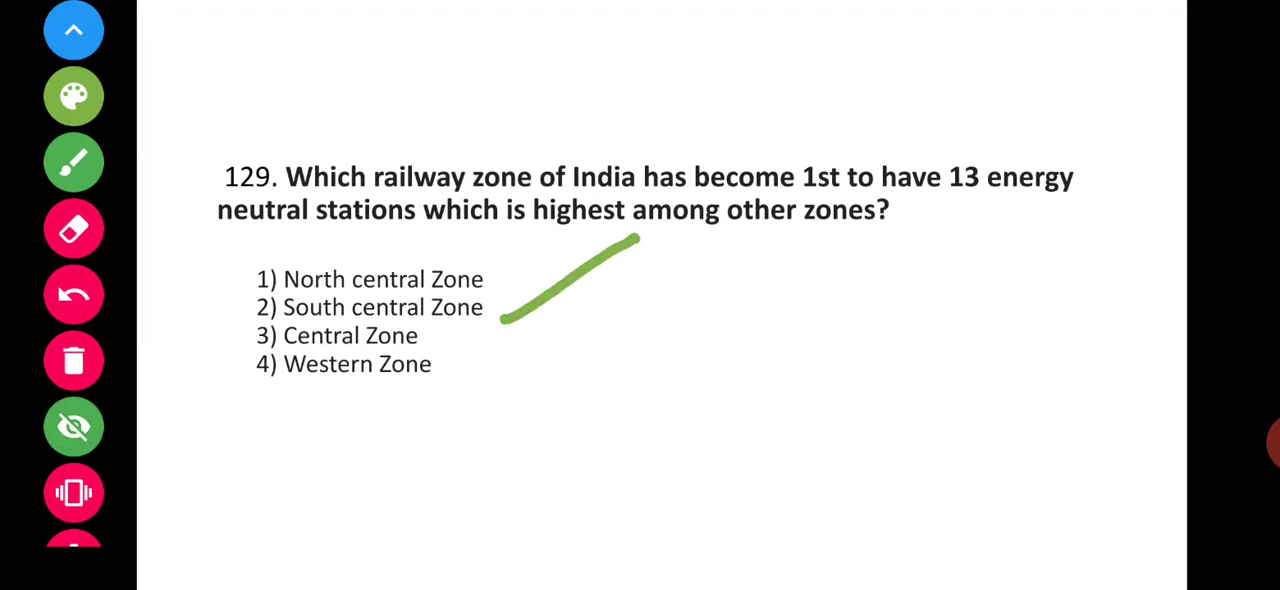 129. Which railway zone of India has become 1st to have 13 energy
neutral stations which is highest among other zones?
1) North central Zone
2) South central Zone
3) Central Zone
4) Western Zone